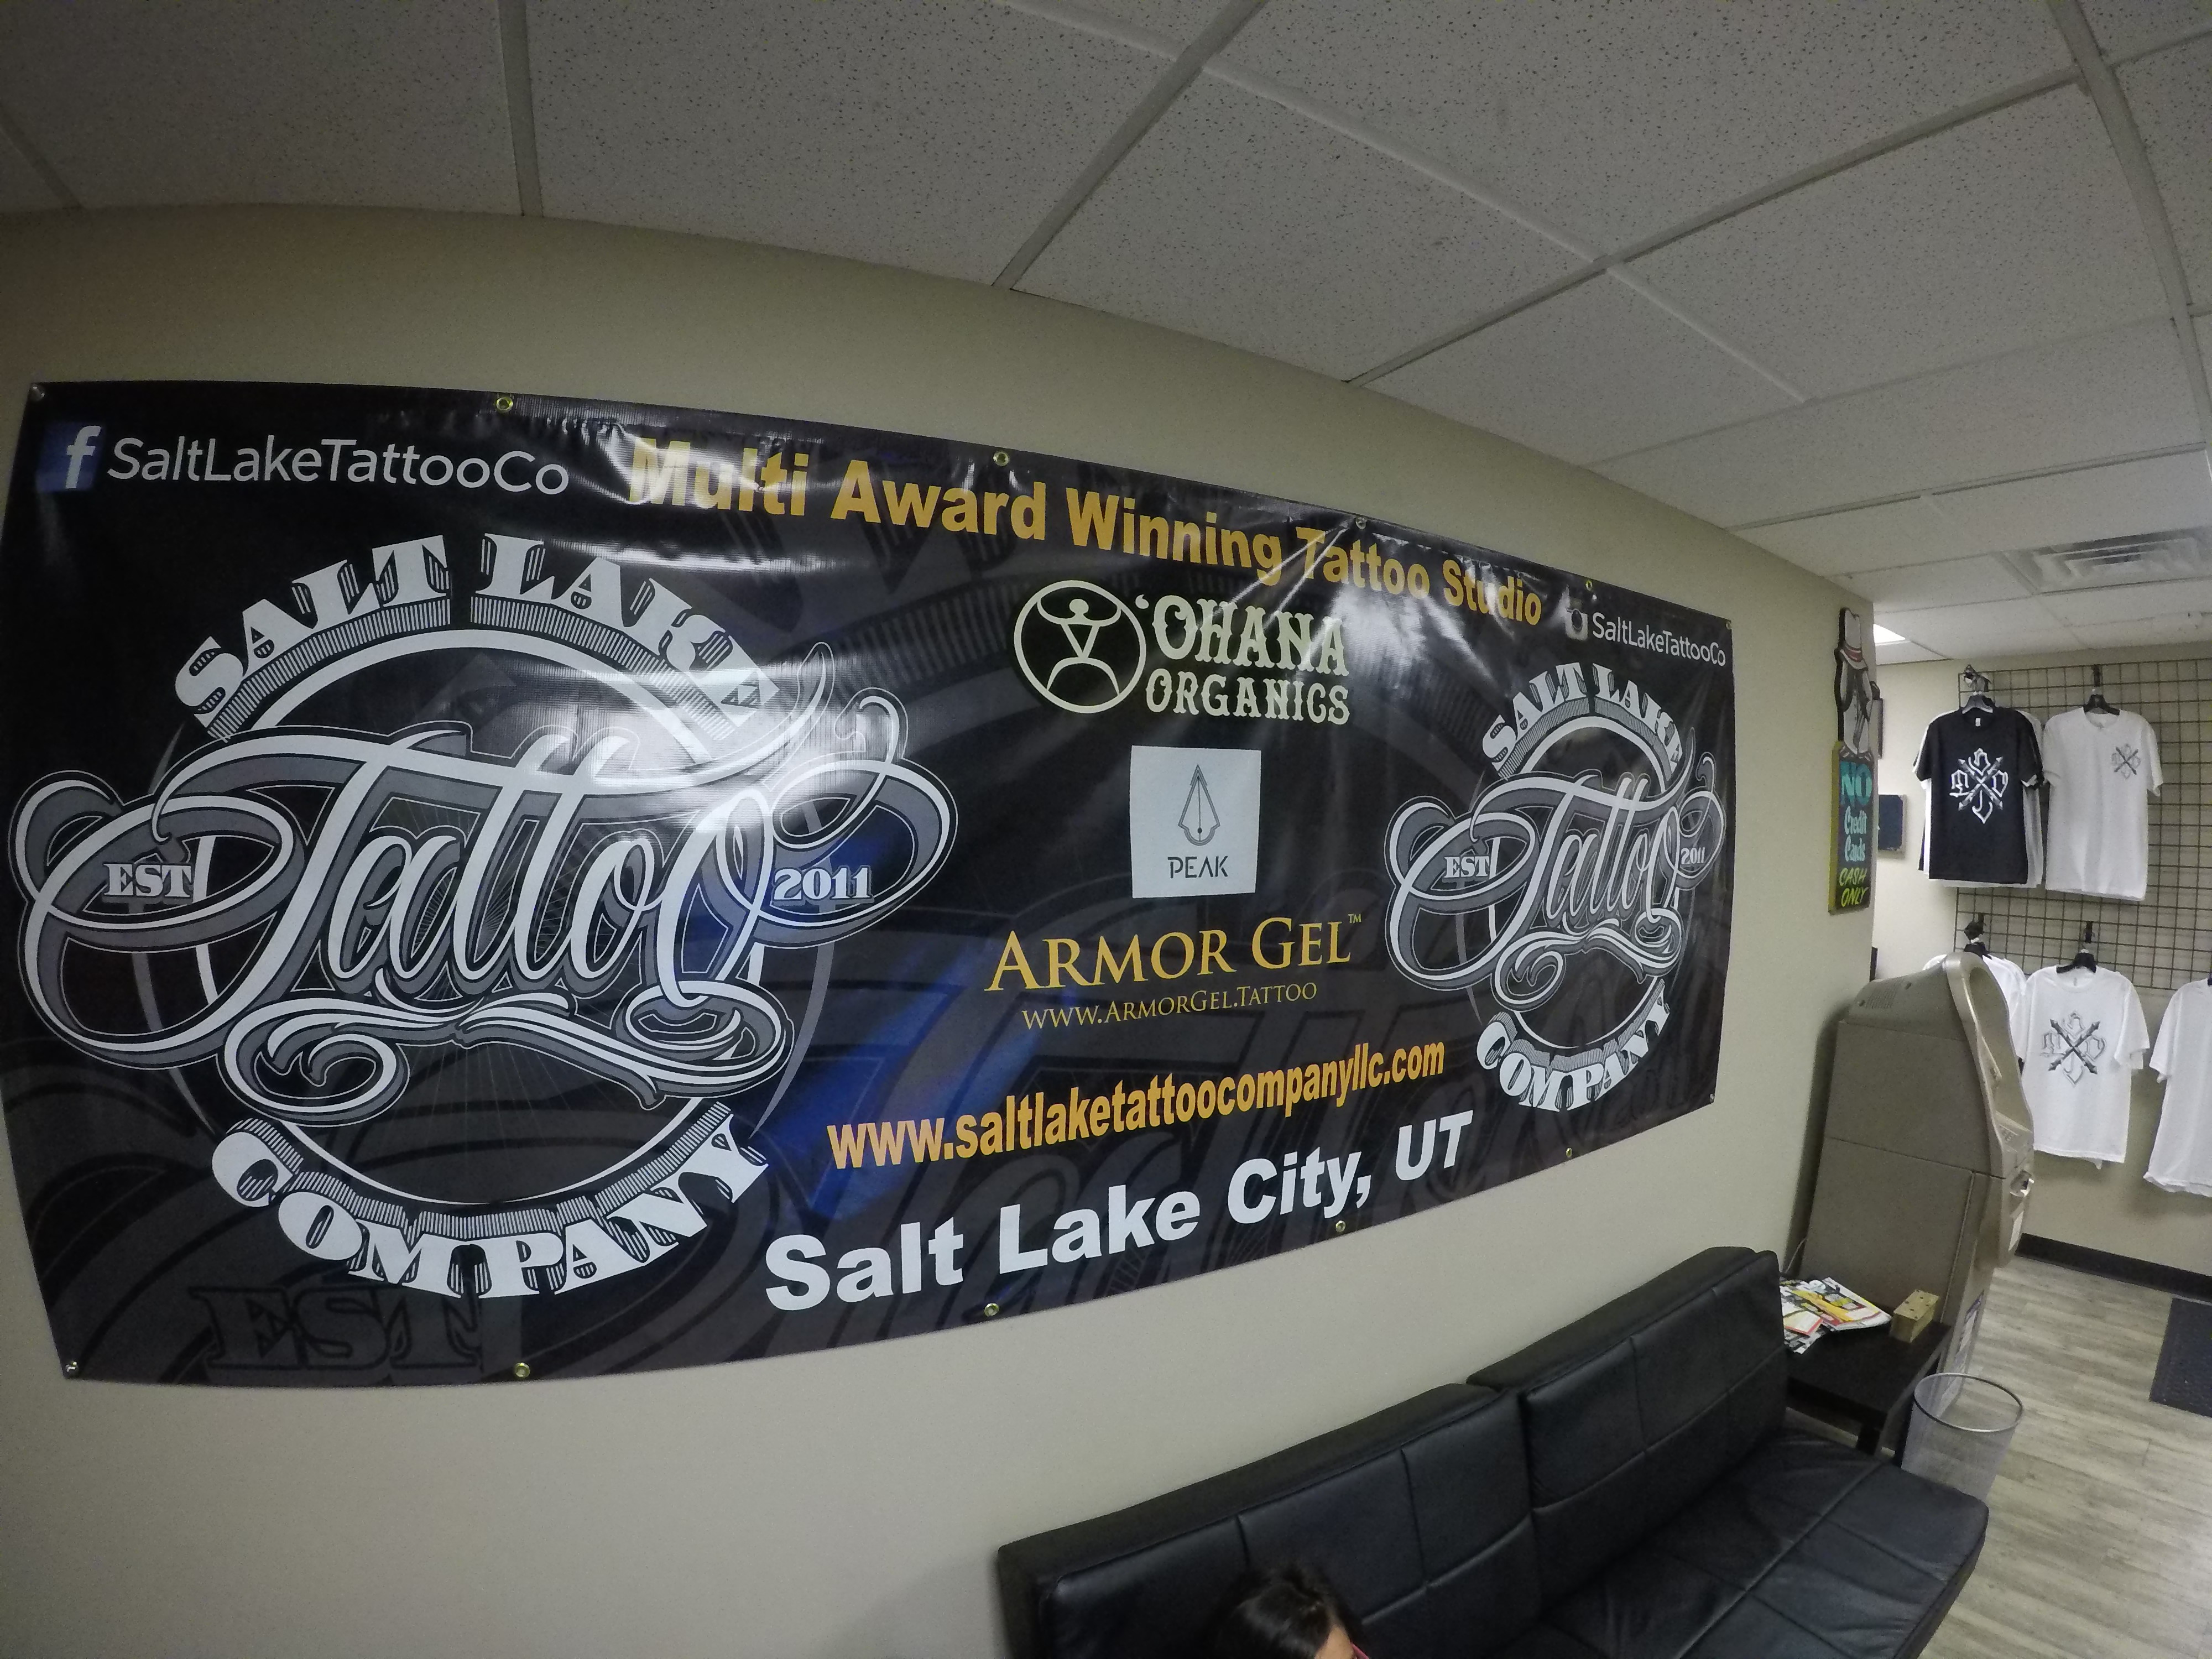 f SaltLakeTattooCo
Multi Award Winning Tattoo Studio
SaltLakeTattooCo
SALT LAKE
Tattoo
EST
2011
COMPANY
'OHANA
ORGANICS
PEAK
ARMOR GEL™
WWW.ARMORGEL.TATTOO
www.saltlaketattoocompanyllc.com
Salt Lake City, UT
SALT LAKE
Tattoo
EST
2011
COMPANY
EST
NO
Credit
Cards
CASH
ONLY